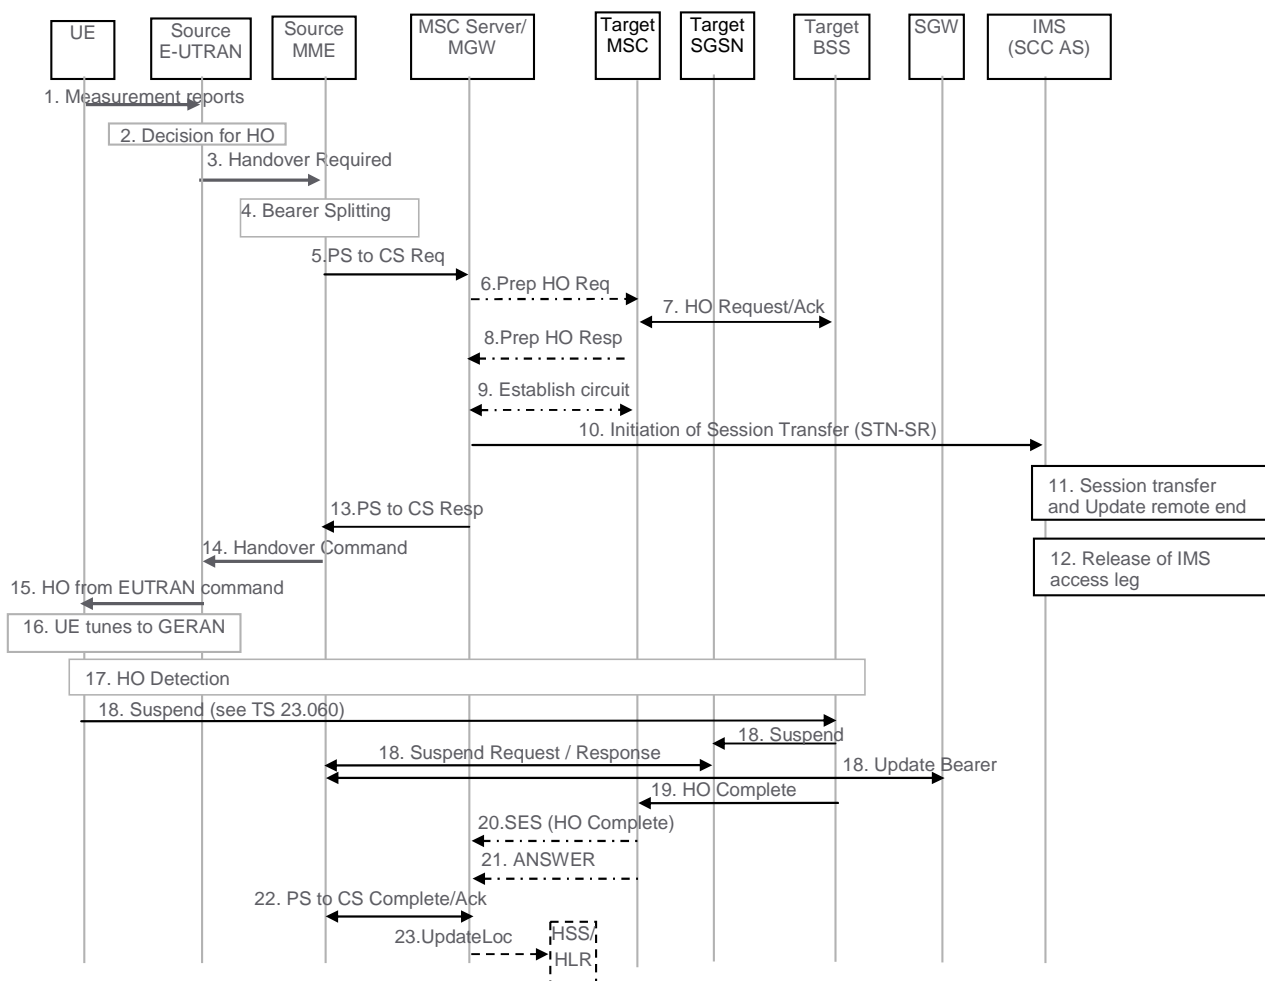 UE
Source
E-UTRAN
Source
MME
MSC Server/
MGW
Target
MSC
Target
SGSN
Target
BSS
SGW
IMS
(SCC AS)
1. Measurement reports
2. Decision for HO
3. Handover Required
4. Bearer Splitting
5.PS to CS Req
6.Prep HO Req
7. HO Request/Ack
8.Prep HO Resp
9. Establish circuit
10. Initiation of Session Transfer (STN-SR)
11. Session transfer
and Update remote end
13.PS to CS Resp
14. Handover Command
12. Release of IMS
access leg
15. HO from EUTRAN command
16. UE tunes to GERAN
17. HO Detection
18. Suspend (see TS 23.060)
18. Suspend
18. Suspend Request / Response
18. Update Bearer
19. HO Complete
20.SES (HO Complete)
21. ANSWER
22. PS to CS Complete/Ack
23.UpdateLoc
HSS/
HLR